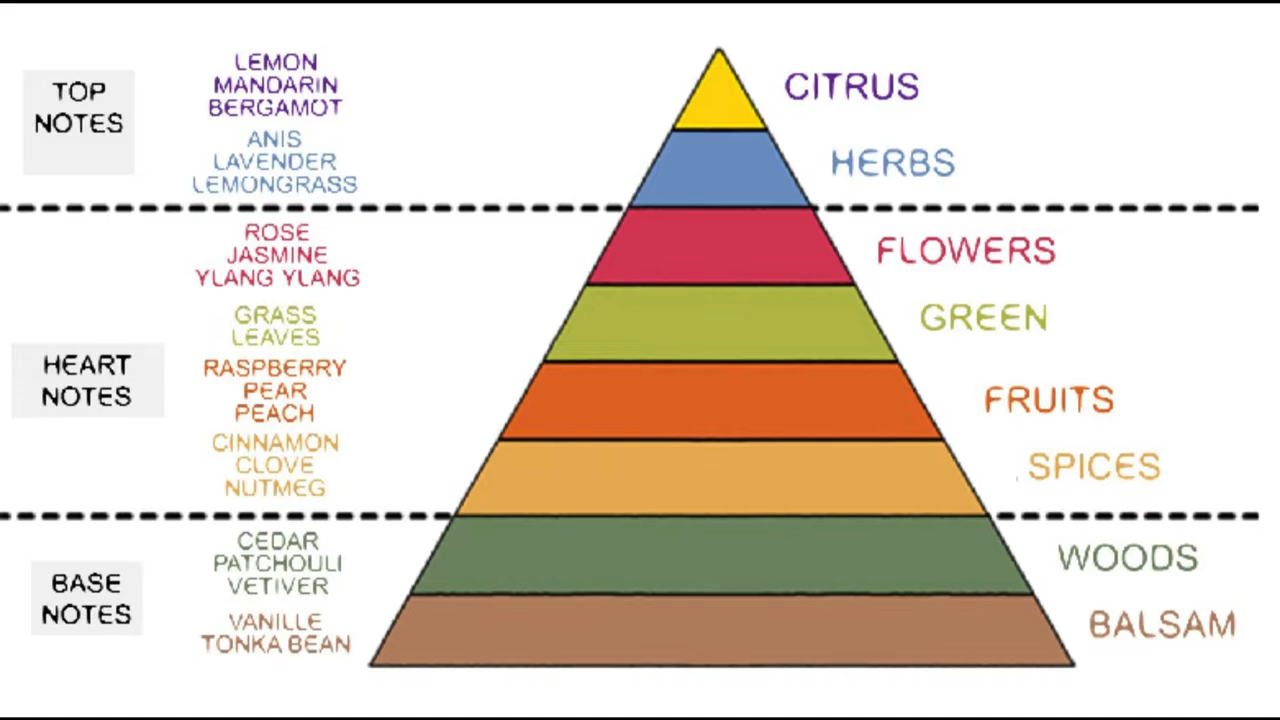 TOP
NOTES
LEMON
MANDARIN
BERGAMOT
CITRUS
ANIS
LAVENDER
LEMONGRASS
HERBS
HEART
NOTES
ROSE
JASMINE
YLANG YLANG
FLOWERS
GRASS
LEAVES
GREEN
RASPBERRY
PEAR
PEACH
FRUITS
CINNAMON
CLOVE
NUTMEG
SPICES
BASE
NOTES
CEDAR
PATCHOULI
VETIVER
WOODS
VANILLE
TONKA BEAN
BALSAM